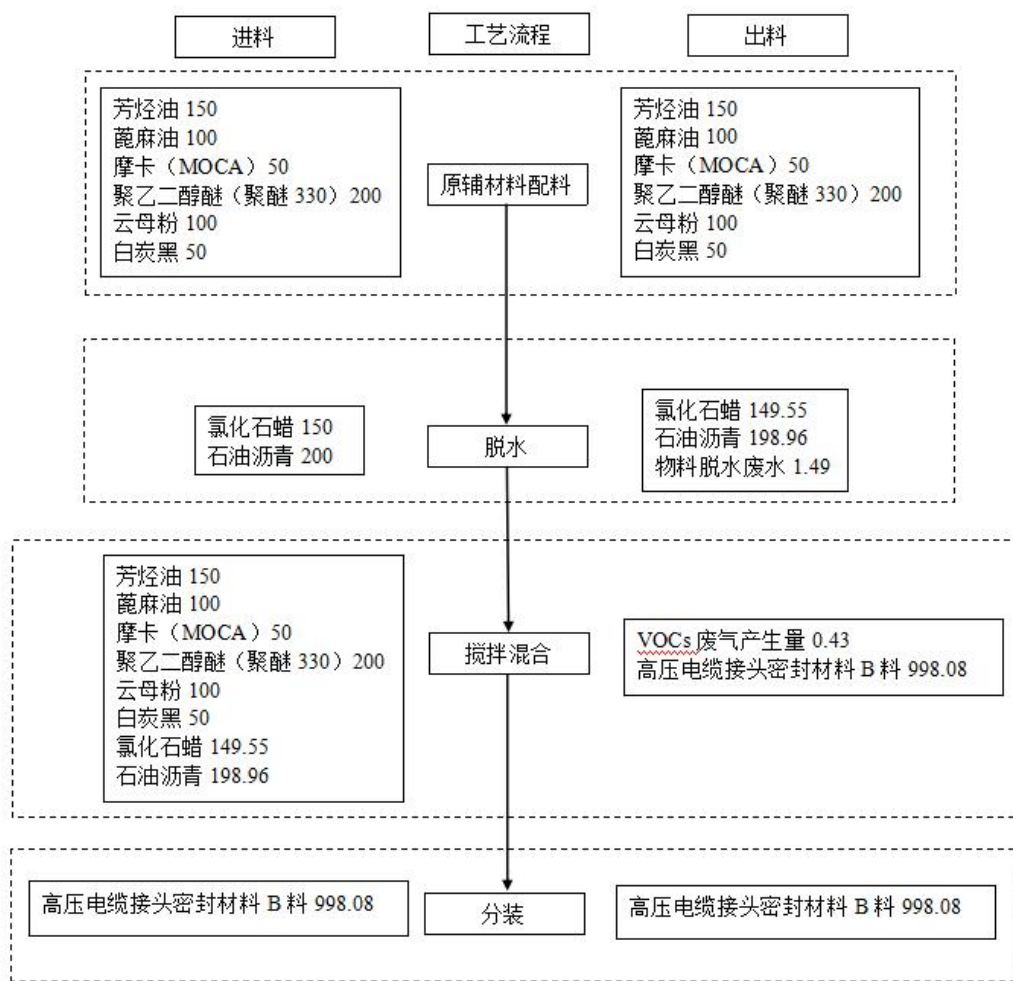 进料
工艺流程
出料
芳烃油 150
蓖麻油 100
摩卡（MOCA）50
聚乙二醇醚（聚醚 330）200
云母粉 100
白炭黑 50
原辅材料配料
芳烃油 150
蓖麻油 100
摩卡（MOCA）50
聚乙二醇醚（聚醚 330）200
云母粉 100
白炭黑 50
氯化石蜡 150
石油沥青 200
脱水
氯化石蜡 149.55
石油沥青 198.96
物料脱水废水 1.49
芳烃油 150
蓖麻油 100
摩卡（MOCA）50
聚乙二醇醚（聚醚 330）200
云母粉 100
白炭黑 50
氯化石蜡 149.55
石油沥青 198.96
搅拌混合
VOCs 废气产生量 0.43
高压电缆接头密封材料 B 料 998.08
高压电缆接头密封材料 B 料 998.08
分装
高压电缆接头密封材料 B 料 998.08